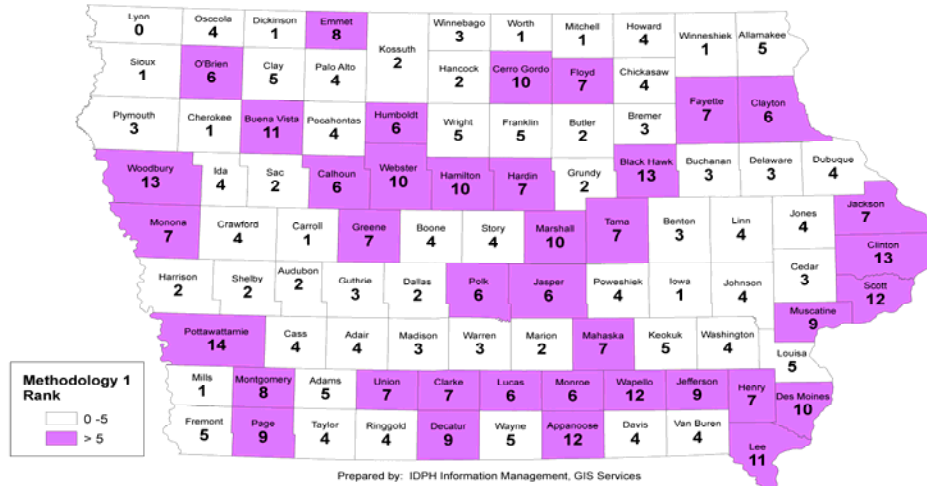 Lyon 0
Osceola 4
Dickinson 1
Emmet 8
Kossuth 2
Winnebago 3
Worth 1
Mitchell 1
Howard 4
Winneshiek 1
Allamakee 5
Sioux 1
O'Brien 6
Clay 5
Palo Alto 4
Hancock 2
Cerro Gordo 10
Floyd 7
Chickasaw 4
Fayette 7
Clayton 6
Plymouth 3
Cherokee 1
Buena Vista 11
Pocahontas 4
Humboldt 6
Wright 5
Franklin 5
Butler 2
Bremer 3
Woodbury 13
Ida 4
Sac 2
Calhoun 6
Webster 10
Hamilton 10
Hardin 7
Grundy 2
Black Hawk 13
Buchanan 3
Delaware 3
Dubuque 4
Monona 7
Crawford 4
Carroll 1
Greene 7
Boone 4
Story 4
Marshall 10
Tama 7
Benton 3
Linn 4
Jones 4
Jackson 7
Clinton 13
Harrison 2
Shelby 2
Audubon 2
Guthrie 3
Dallas 2
Polk 6
Jasper 6
Poweshiek 4
Iowa 1
Johnson 4
Cedar 3
Scott 12
Muscatine 9
Pottawattamie 14
Cass 4
Adair 4
Madison 3
Warren 3
Marion 2
Mahaska 7
Keokuk 5
Washington 4
Louisa 5
Mills 1
Montgomery 8
Adams 5
Union 7
Clarke 7
Lucas 6
Monroe 6
Wapello 12
Jefferson 9
Henry 7
Des Moines 10
Fremont 5
Page 9
Taylor 4
Ringgold 4
Decatur 9
Wayne 5
Appanoose 12
Davis 4
Van Buren 4
Lee 11
Methodology 1
Rank
0 -5
> 5
Prepared by: IDPH Information Management, GIS Services